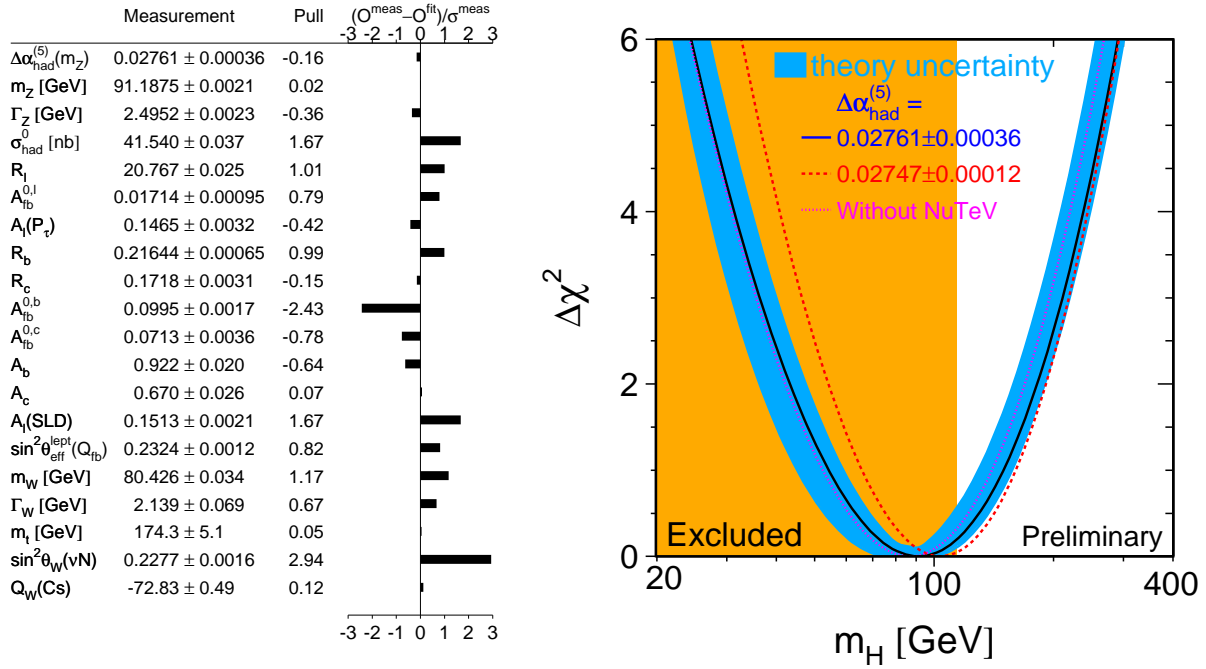 Measurement Pull (Oᵐᵉᵃˢ−Oᶠⁱᵗ)/σᵐᵉᵃˢ
-3 -2 -1 0 1 2 3
Δα_had^(5)(m_Z) 0.02761 ± 0.00036 -0.16
m_Z [GeV] 91.1875 ± 0.0021 0.02
Γ_Z [GeV] 2.4952 ± 0.0023 -0.36
σ_had^0 [nb] 41.540 ± 0.037 1.67
R_l 20.767 ± 0.025 1.01
A_fb^0,l 0.01714 ± 0.00095 0.79
A_l(P_τ) 0.1465 ± 0.0032 -0.42
R_b 0.21644 ± 0.00065 0.99
R_c 0.1718 ± 0.0031 -0.15
A_fb^0,b 0.0995 ± 0.0017 -2.43
A_fb^0,c 0.0713 ± 0.0036 -0.78
A_b 0.922 ± 0.020 -0.64
A_c 0.670 ± 0.026 0.07
A_l(SLD) 0.1513 ± 0.0021 1.67
sin²θ_eff^lept(Q_fb) 0.2324 ± 0.0012 0.82
m_W [GeV] 80.426 ± 0.034 1.17
Γ_W [GeV] 2.139 ± 0.069 0.67
m_t [GeV] 174.3 ± 5.1 0.05
sin²θ_W(νN) 0.2277 ± 0.0016 2.94
Q_W(Cs) -72.83 ± 0.49 0.12
-3 -2 -1 0 1 2 3
6
4
2
0
Δχ²
theory uncertainty
Δα_had^(5) =
0.02761±0.00036
0.02747±0.00012
Without NuTeV
Excluded
Preliminary
20 100 400
m_H [GeV]